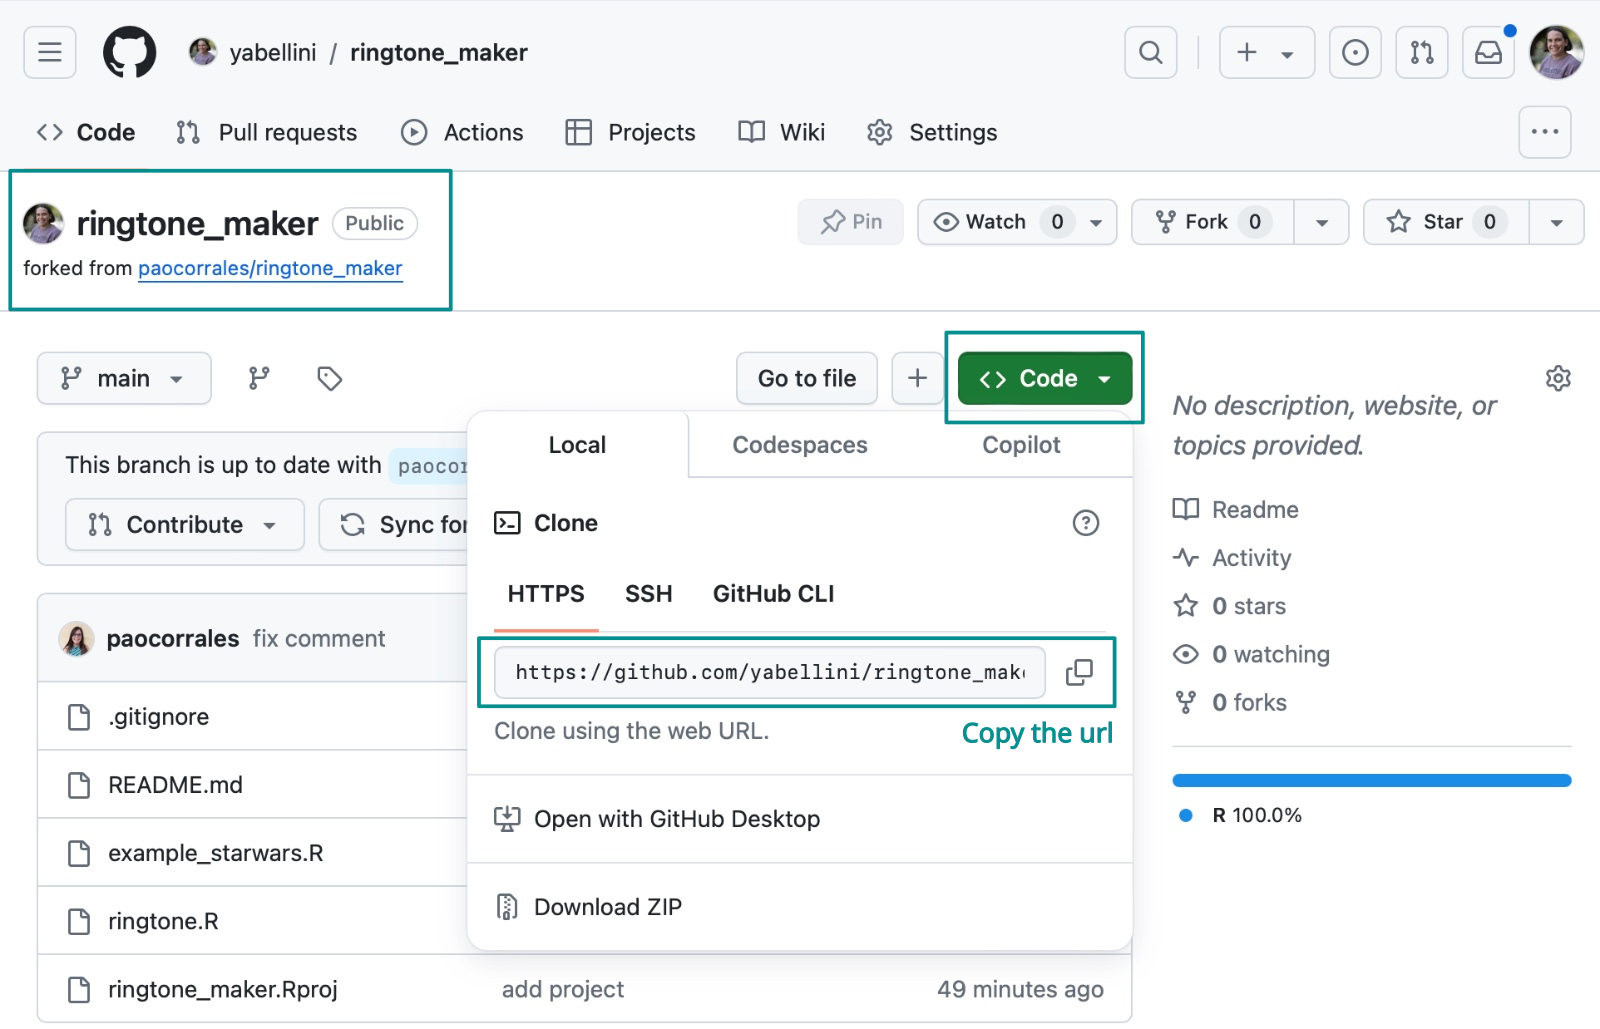 yabellini / ringtone_maker
Code Pull requests Actions Projects Wiki Settings
ringtone_maker Public
forked from paocorrales/ringtone_maker
Pin Watch 0 Fork 0 Star 0
main Go to file Code
No description, website, or
topics provided.
This branch is up to date with
Contribute
Local Codespaces Copilot
Clone
HTTPS SSH GitHub CLI
https://github.com/yabellini/ringtone_mak
Clone using the web URL. Copy the url
Open with GitHub Desktop
Download ZIP
Readme
Activity
0 stars
0 watching
0 forks
R 100.0%
paocorrales fix comment
.gitignore
README.md
example_starwars.R
ringtone.R
ringtone_maker.Rproj add project 49 minutes ago